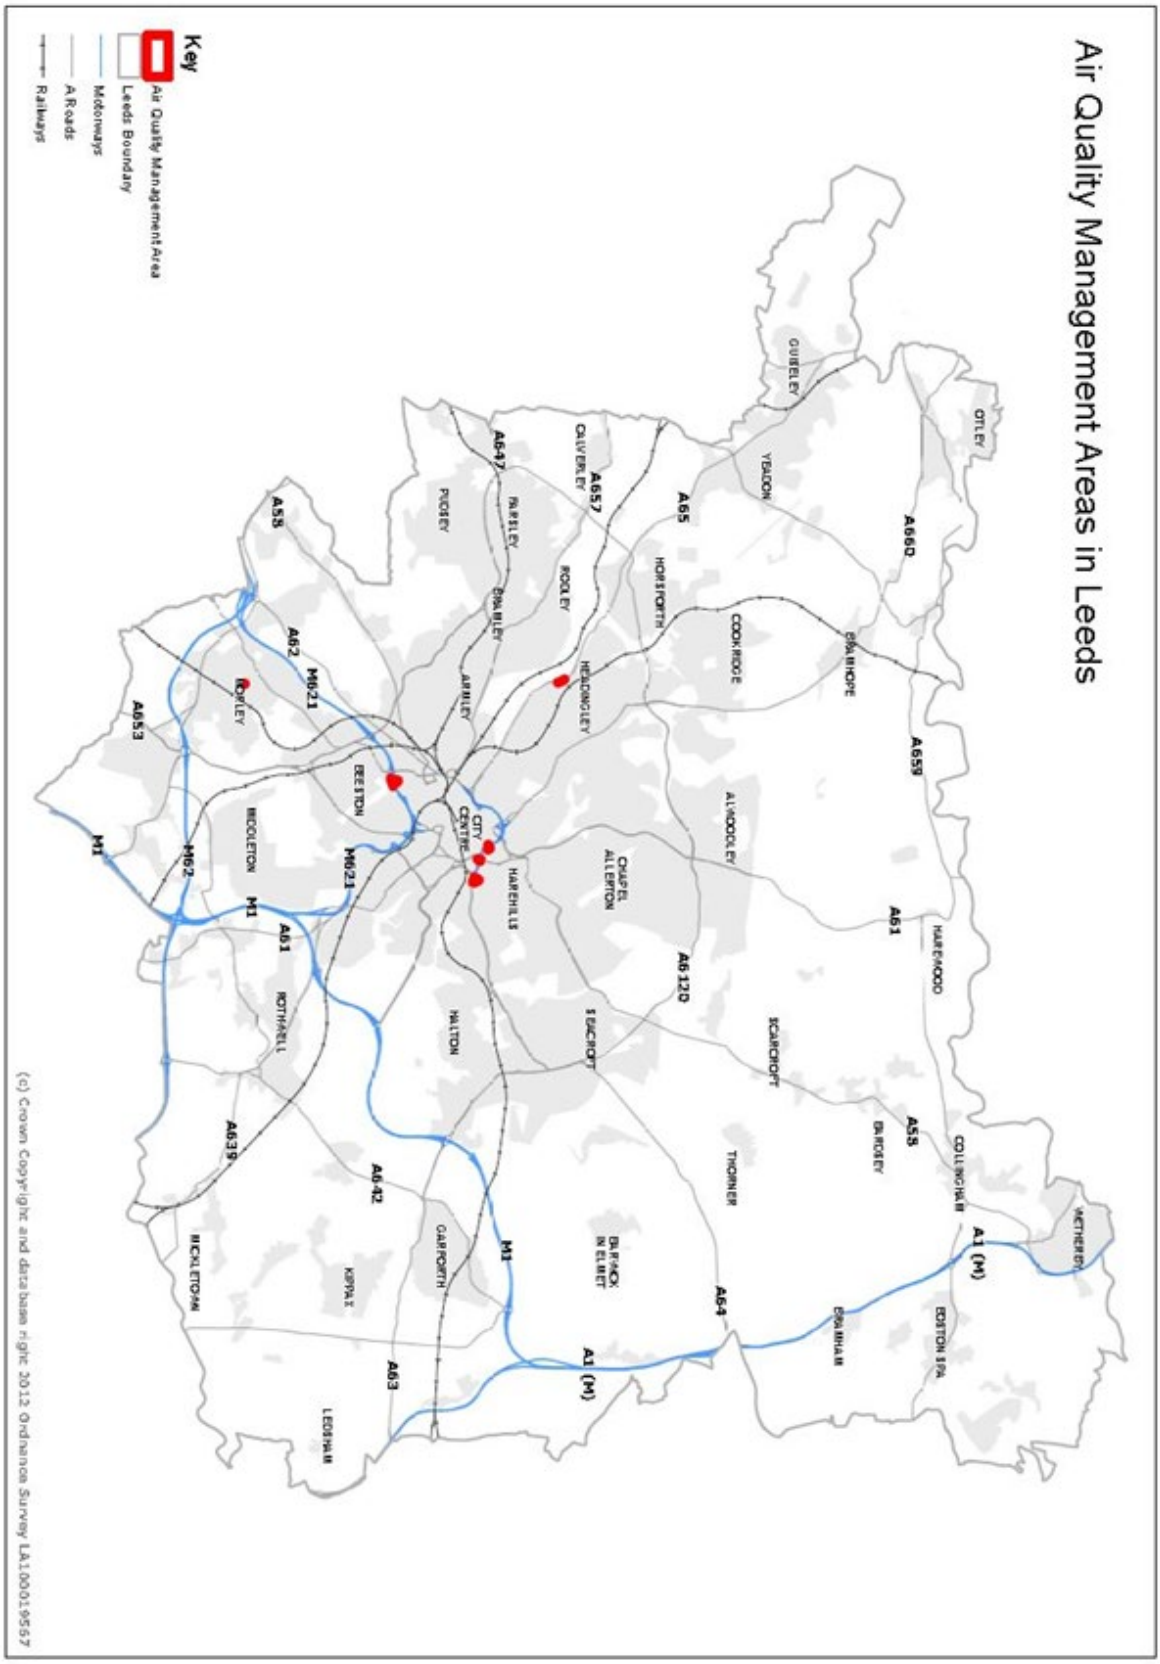 Air Quality Management Areas in Leeds
WETHERBY
OTLEY
A1 (M)
COLLINGHAM
HAREWOOD
BOSTON SPA
A660
A659
A61
A58
BARDSEY
BRAMHOPE
BRAMHAM
GUISELEY
YEADON
SCARCROFT
COOKRIDGE
ALWOODLEY
THORNER
A64
A65
A6120
HORSFORTH
CHAPEL
ALLERTON
BARWICK
IN ELMET
A657
CALVERLEY
RODLEY
HEADINGLEY
SEACROFT
A1 (M)
FARSLEY
HAREHILLS
A647
BRAMLEY
M1
CITY
CENTRE
ARMLEY
HALTON
PUDSEY
GARFORTH
A63
A642
BEESTON
M621
KIPPAX
LEDSHAM
M621
A62
A58
A61
ROTHWELL
MORLEY
MIDDLETON
M1
A639
MICKLETOWN
M62
A653
M1
Key
Air Quality Management Area
Leeds Boundary
Motorways
A Roads
Railways
(c) Crown Copyright and database right 2012 Ordnance Survey LA100019567